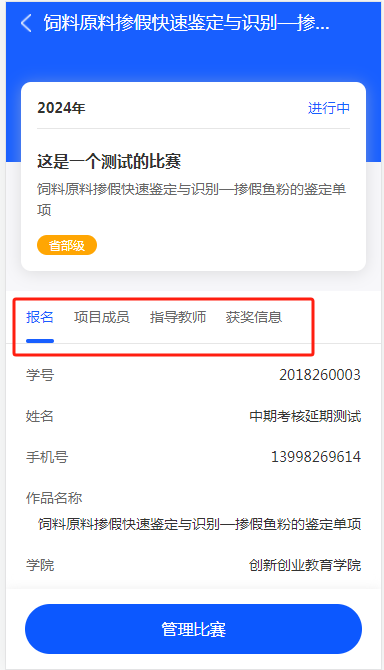 饲料原料掺假快速鉴定与识别—掺...
2024年
进行中
这是一个测试的比赛
饲料原料掺假快速鉴定与识别—掺假鱼粉的鉴定单
项
省部级
报名 项目成员 指导教师 获奖信息
学号 2018260003
姓名 中期考核延期测试
手机号 13998269614
作品名称
饲料原料掺假快速鉴定与识别—掺假鱼粉的鉴定单项
学院 创新创业教育学院
管理比赛